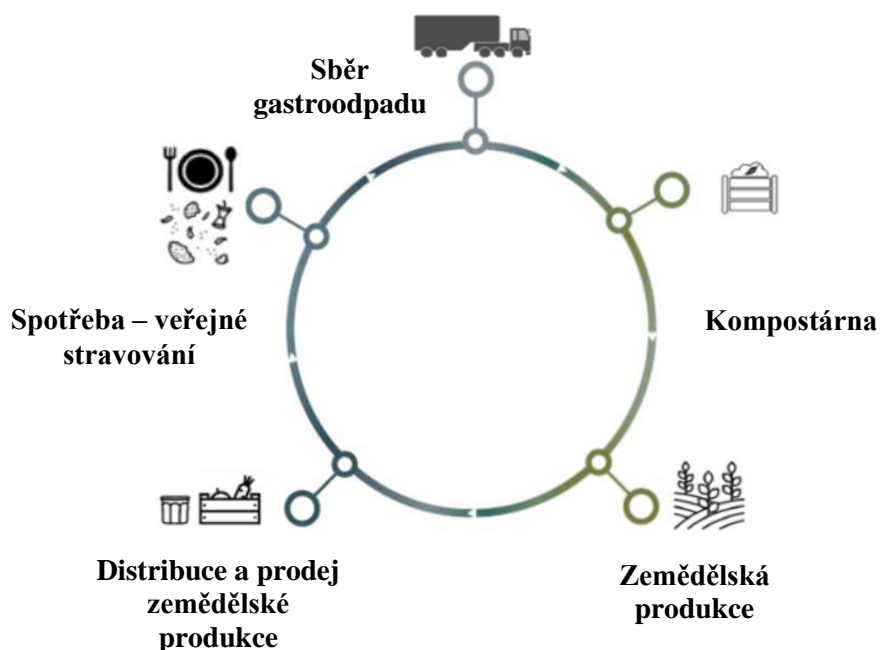 Sběr
gastroodpadu
Spotřeba – veřejné
stravování
Kompostárna
Distribuce a prodej
zemědělské
produkce
Zemědělská
produkce